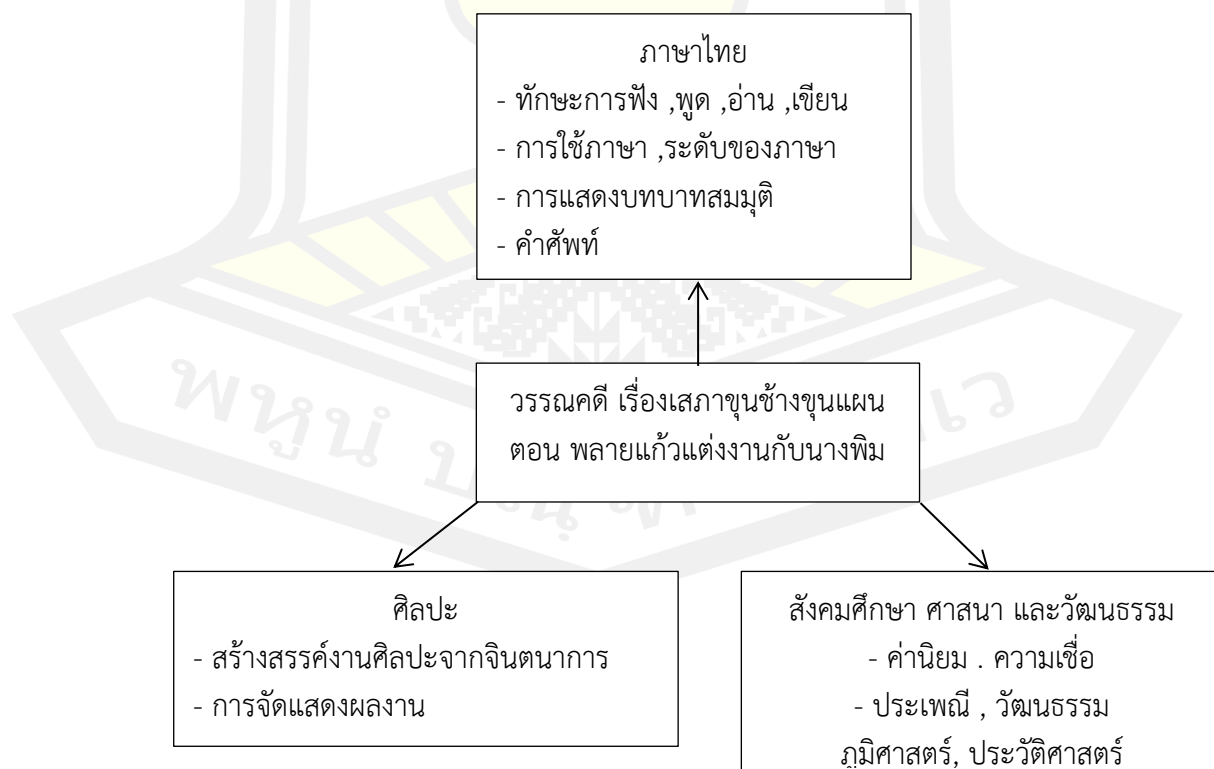 ภาษาไทย
- ทักษะการฟัง ,พูด ,อ่าน ,เขียน
- การใช้ภาษา ,ระดับของภาษา
- การแสดงบทบาทสมมุติ
- คำศัพท์
วรรณคดี เรื่องเสภาขุนช้างขุนแผน
ตอน พลายแก้วแต่งงานกับนางพิม
ศิลปะ
- สร้างสรรค์งานศิลปะจากจินตนาการ
- การจัดแสดงผลงาน
สังคมศึกษา ศาสนา และวัฒนธรรม
- ค่านิยม . ความเชื่อ
- ประเพณี , วัฒนธรรม
ภูมิศาสตร์, ประวัติศาสตร์
พหูนํ